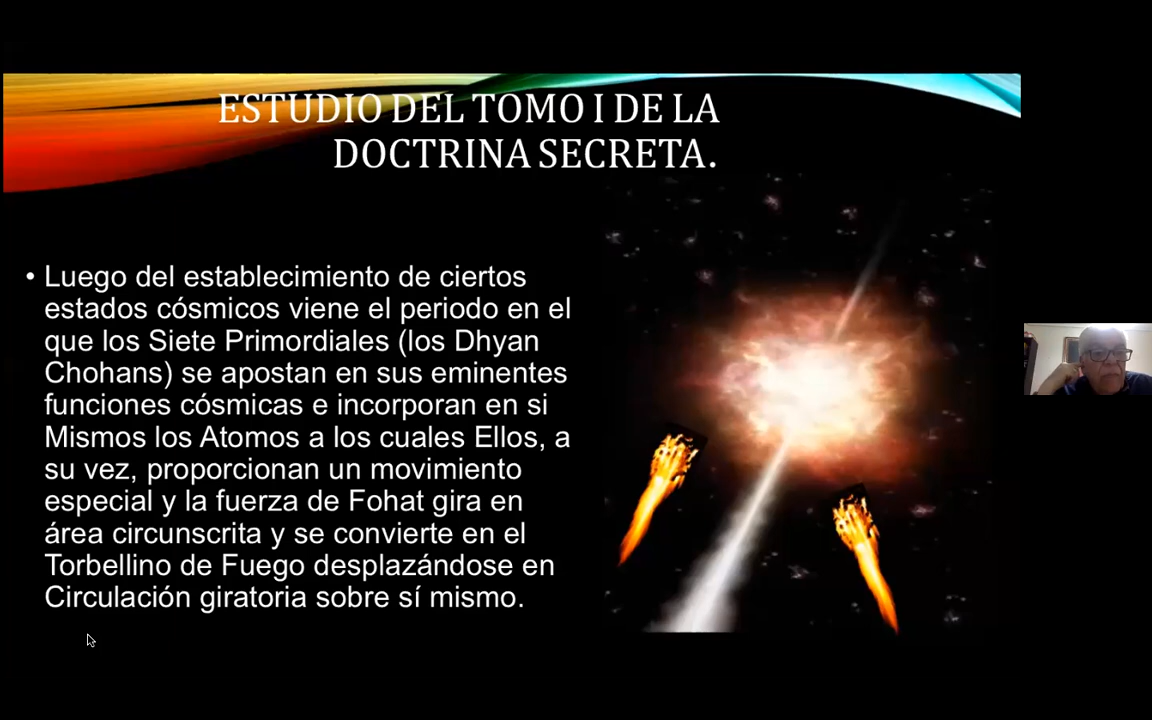 ESTUDIO DEL TOMO I DE LA
DOCTRINA SECRETA.
• Luego del establecimiento de ciertos
estados cósmicos viene el periodo en el
que los Siete Primordiales (los Dhyan
Chohans) se apostan en sus eminentes
funciones cósmicas e incorporan en si
Mismos los Atomos a los cuales Ellos, a
su vez, proporcionan un movimiento
especial y la fuerza de Fohat gira en
área circunscrita y se convierte en el
Torbellino de Fuego desplazándose en
Circulación giratoria sobre sí mismo.